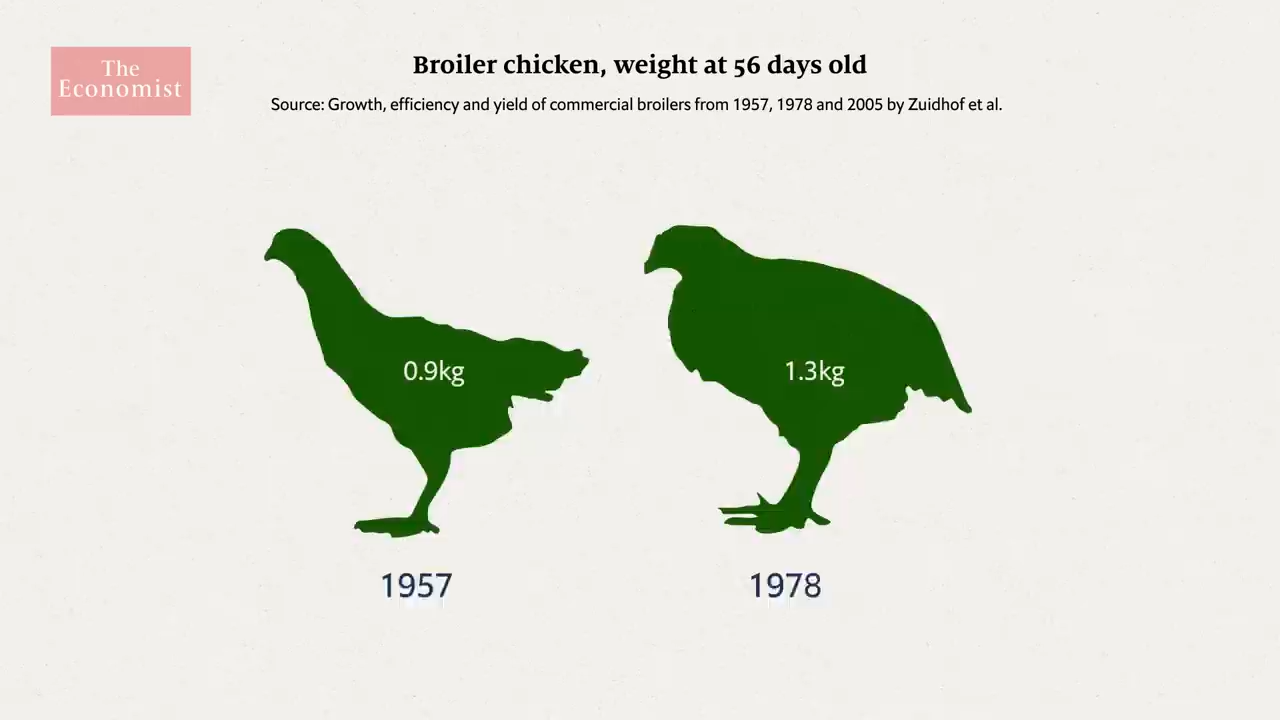 The
Economist
Broiler chicken, weight at 56 days old
Source: Growth, efficiency and yield of commercial broilers from 1957, 1978 and 2005 by Zuidhof et al.
0.9kg
1.3kg
1957
1978